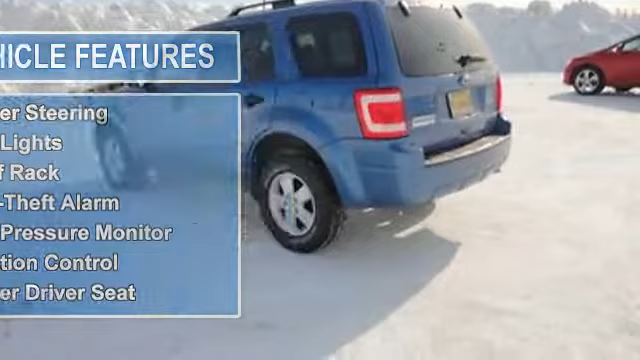 HICLE FEATURES
er Steering
Lights
f Rack
-Theft Alarm
Pressure Monitor
tion Control
er Driver Seat